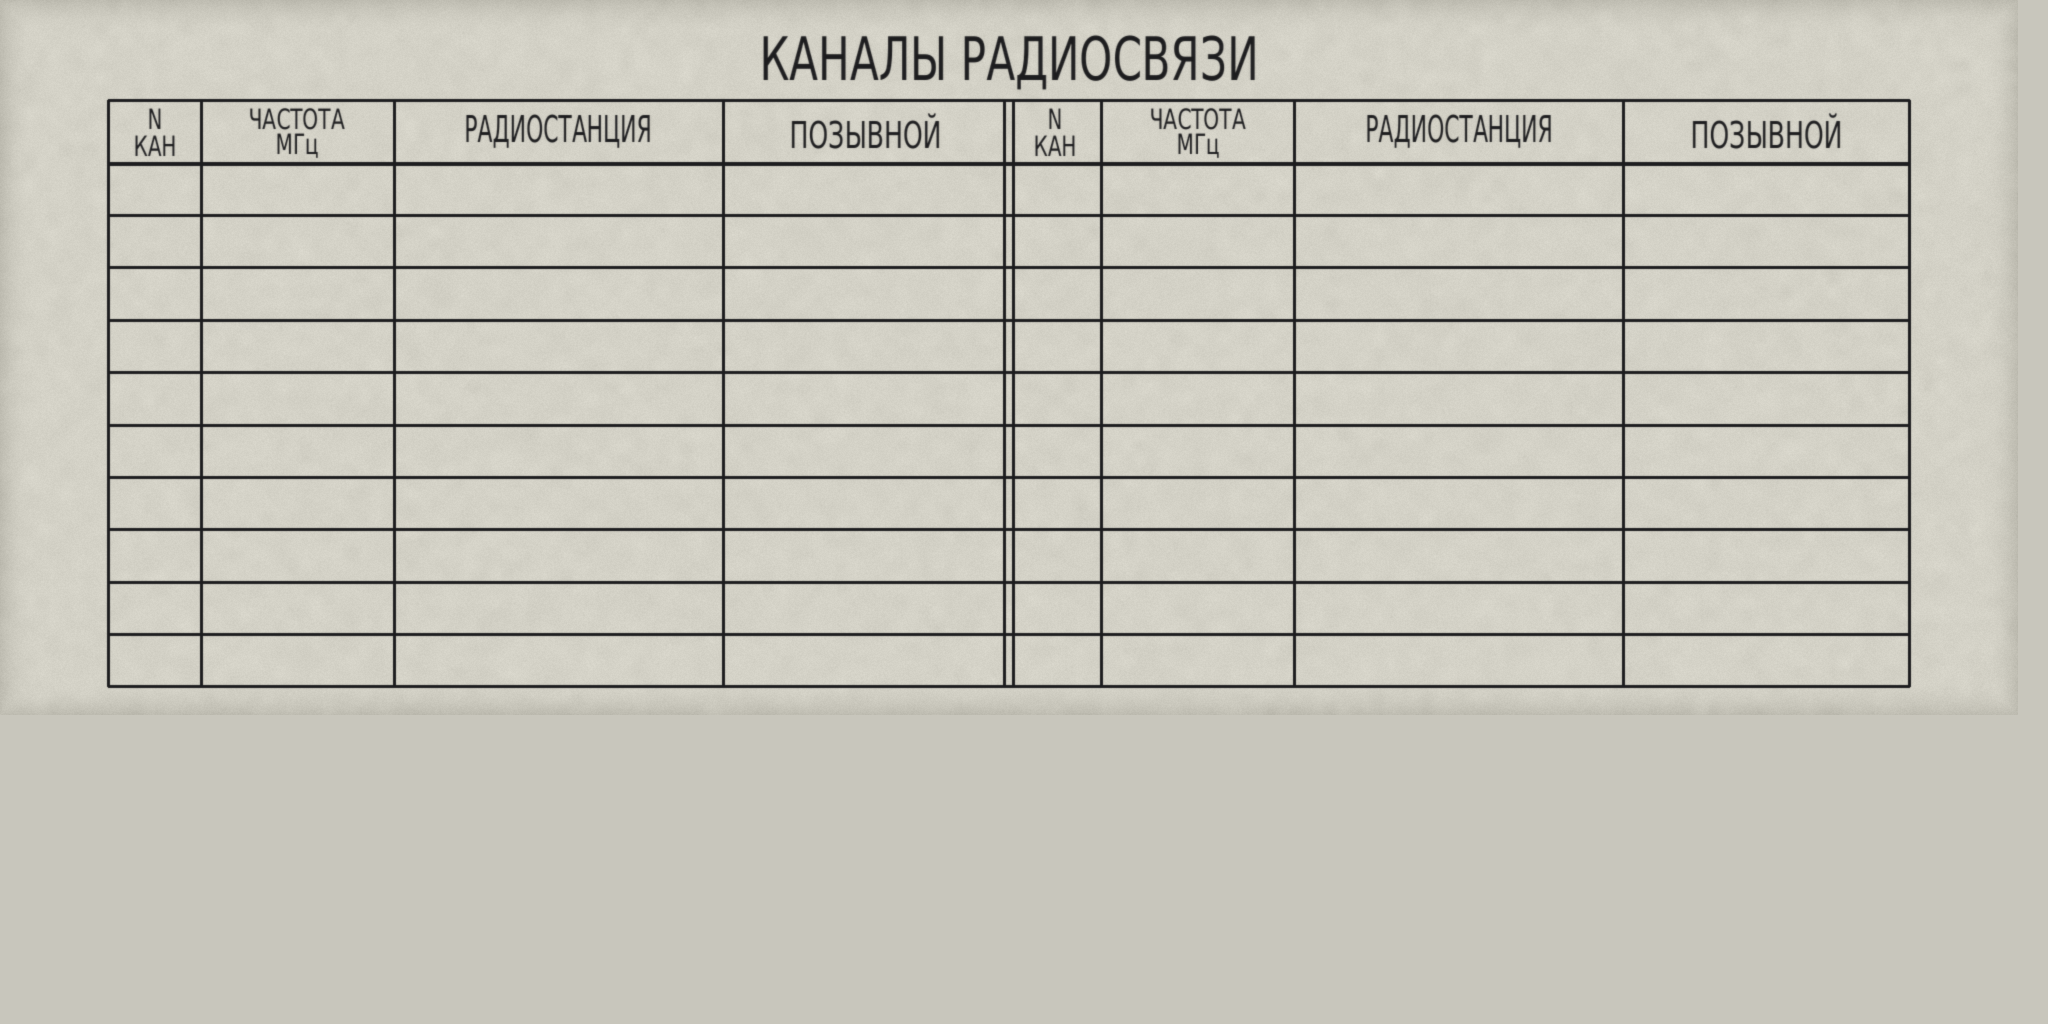 КАНАЛЫ РАДИОСВЯЗИ
N
КАН
ЧАСТОТА
МГц
РАДИОСТАНЦИЯ
ПОЗЫВНОЙ
N
КАН
ЧАСТОТА
МГц
РАДИОСТАНЦИЯ
ПОЗЫВНОЙ